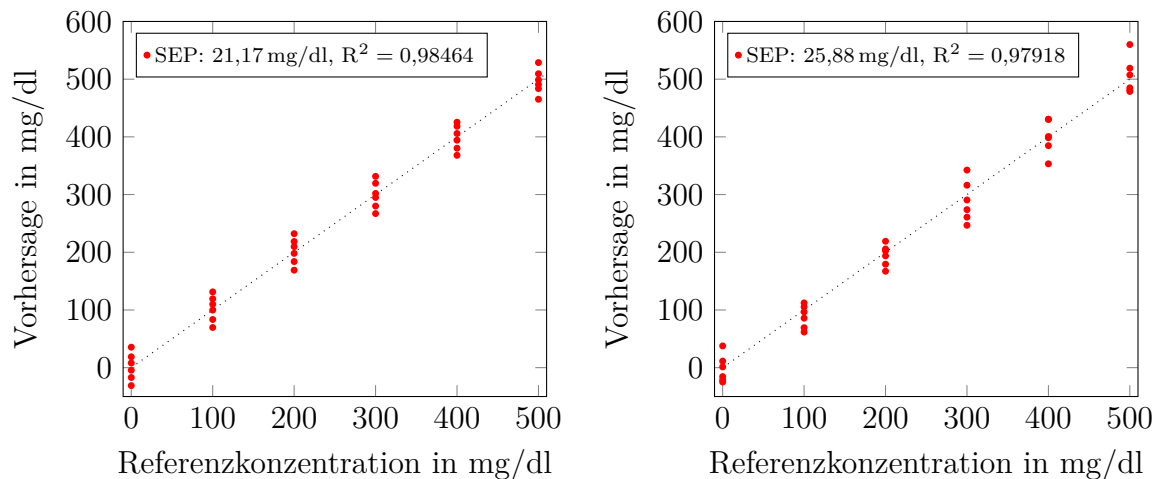 SEP: 21,17 mg/dl, R² = 0,98464
Vorhersage in mg/dl
600
500
400
300
200
100
0
0 100 200 300 400 500
Referenzkonzentration in mg/dl
SEP: 25,88 mg/dl, R² = 0,97918
Vorhersage in mg/dl
600
500
400
300
200
100
0
0 100 200 300 400 500
Referenzkonzentration in mg/dl